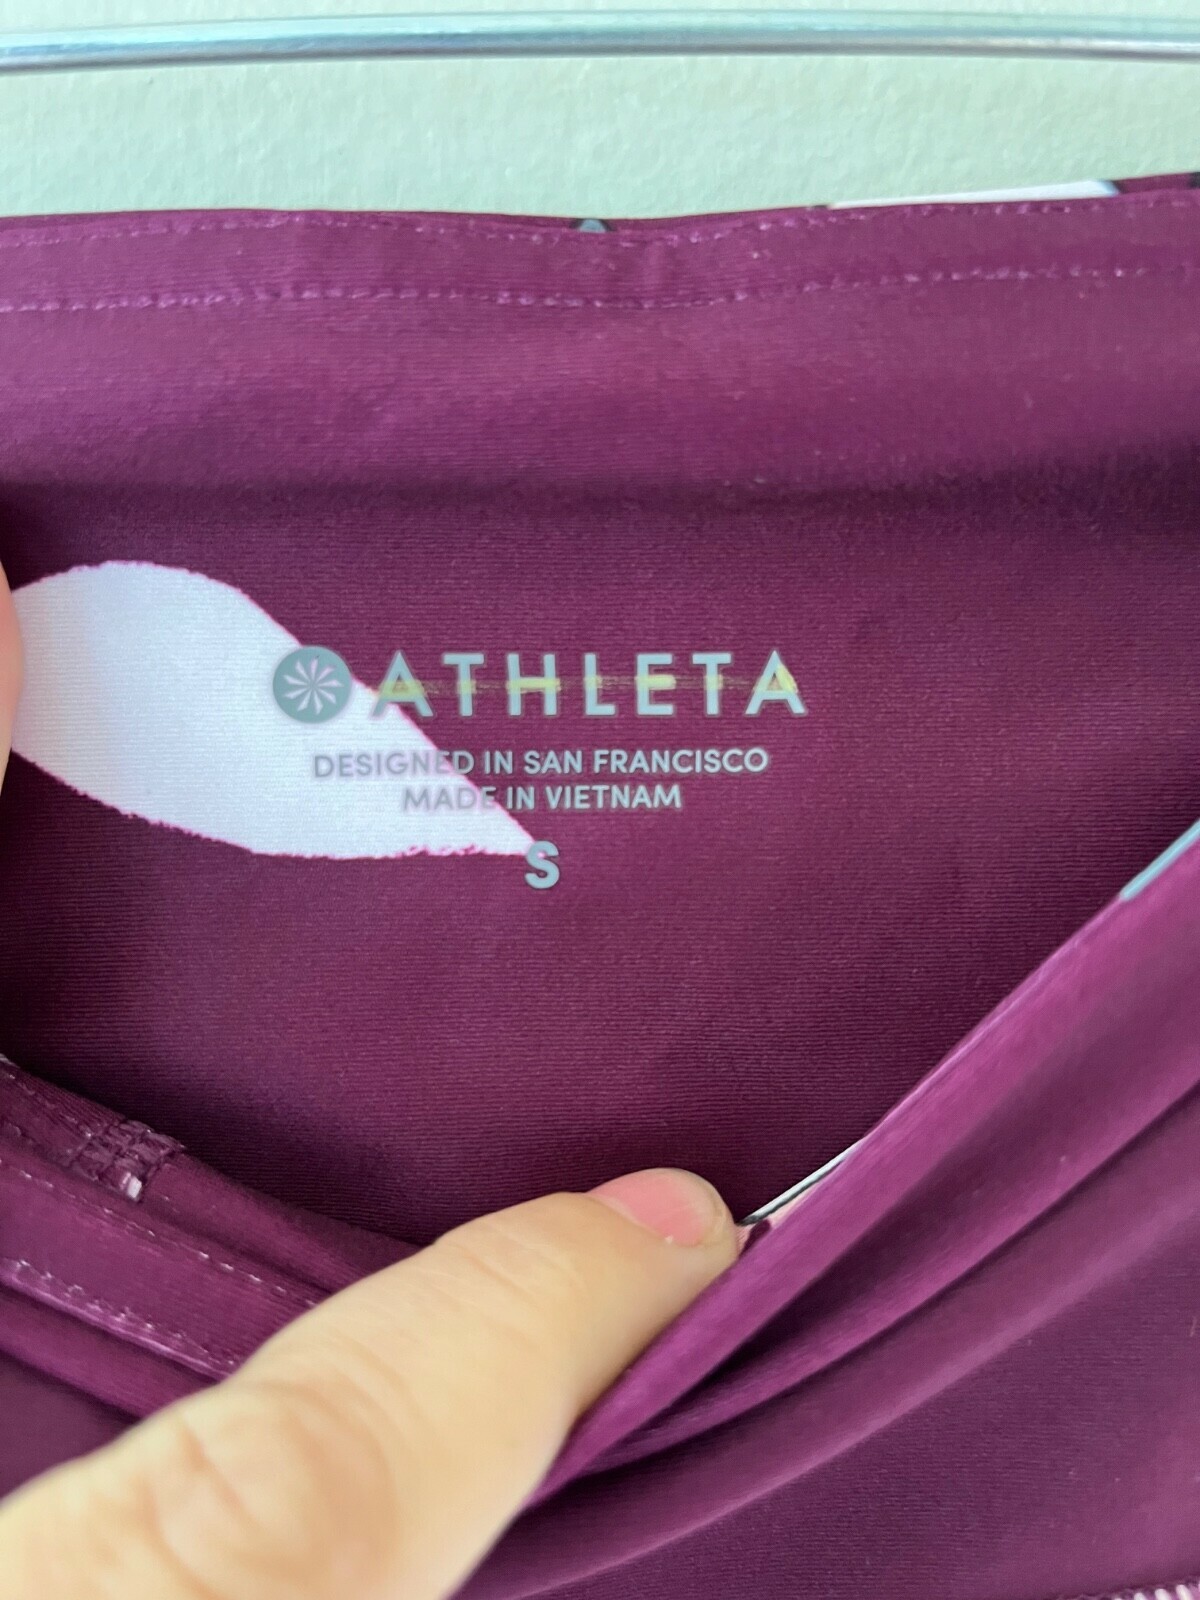 ATHLETA
DESIGNED IN SAN FRANCISCO
MADE IN VIETNAM
S